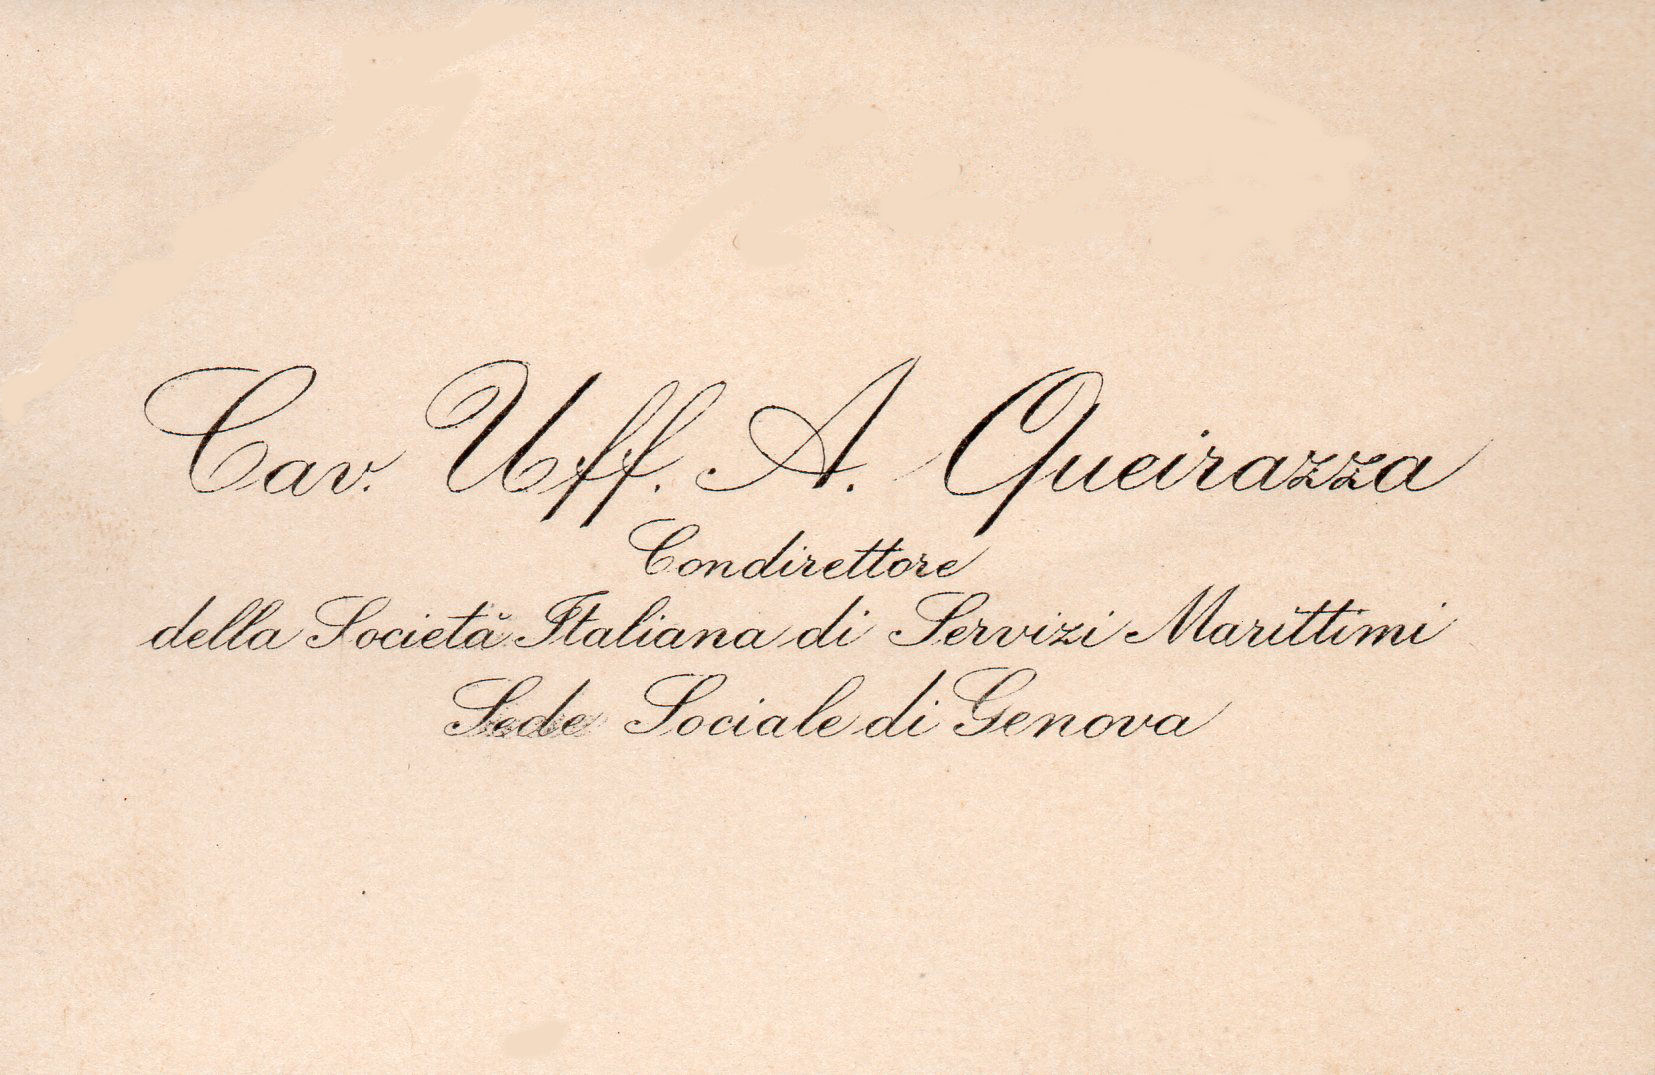 Cav. Uff. A. Queirazza
Condirettore
della Società Italiana di Servizi Marittimi
Sede Sociale di Genova